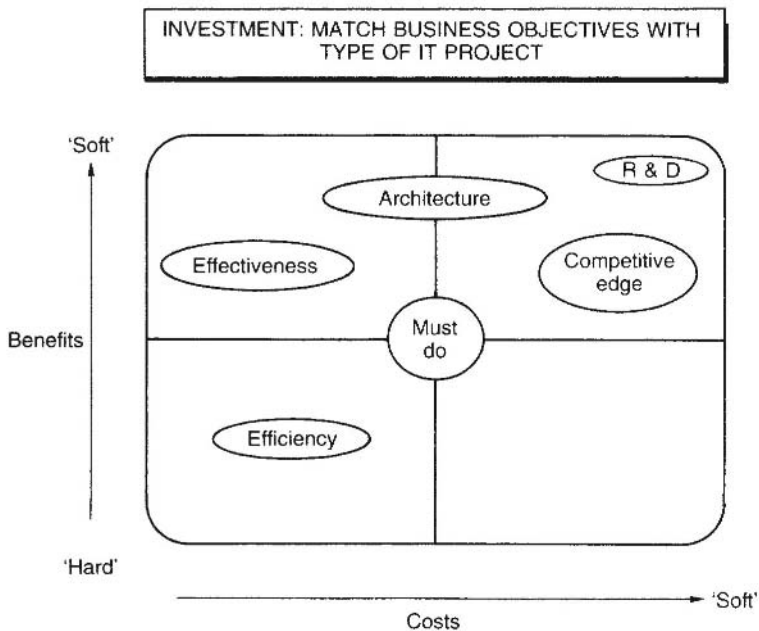 INVESTMENT: MATCH BUSINESS OBJECTIVES WITH
TYPE OF IT PROJECT
'Soft'
R & D
Architecture
Effectiveness
Competitive
edge
Must
do
Benefits
Efficiency
'Hard'
'Soft'
Costs